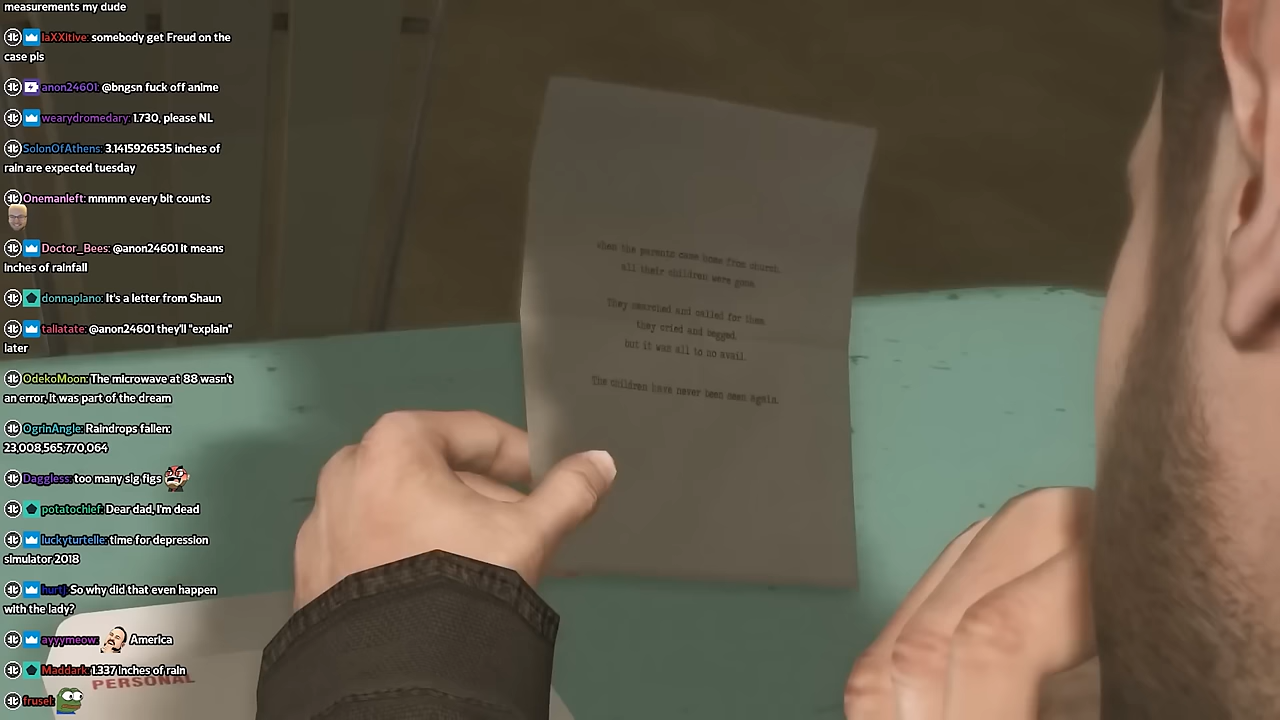 measurements my dude
laXXitive: somebody get Freud on the
case pls
anon24601: @bngsn fuck off anime
wearydromedary: 1.730, please NL
SolonOfAthens: 3.1415926535 inches of
rain are expected tuesday
Onemanleft: mmmm every bit counts
Doctor_Bees: @anon24601 it means
inches of rainfall
donnapiano: It's a letter from Shaun
tallatate: @anon24601 they'll "explain"
later
OdekoMoon: The microwave at 88 wasn't
an error, it was part of the dream
OgrinAngle: Raindrops fallen:
23,008,565,770,064
Daggless: too many sig figs
potatochief: Dear dad, I'm dead
luckyturtelle: time for depression
simulator 2018
hurtj: So why did that even happen
with the lady?
ayyymeow: America
Maddark: 1.337 inches of rain
frusel:
when the parents came home from church,
all their children were gone.
They searched and called for them.
they cried and begged,
but it was all to no avail.
The children have never been seen again.
PERSONAL